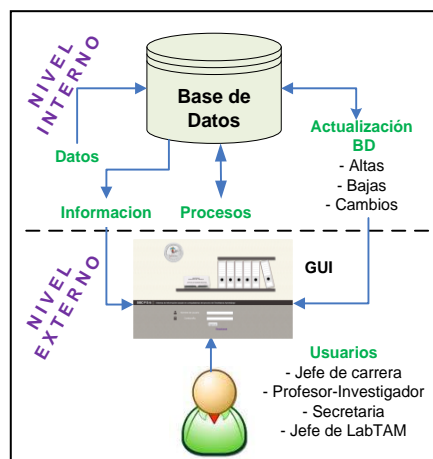 NIVEL
INTERNO
Base de
Datos
Datos
Actualización
BD
- Altas
- Bajas
- Cambios
Informacion
Procesos
NIVEL
EXTERNO
GUI
Usuarios
- Jefe de carrera
- Profesor-Investigador
- Secretaria
- Jefe de LabTAM